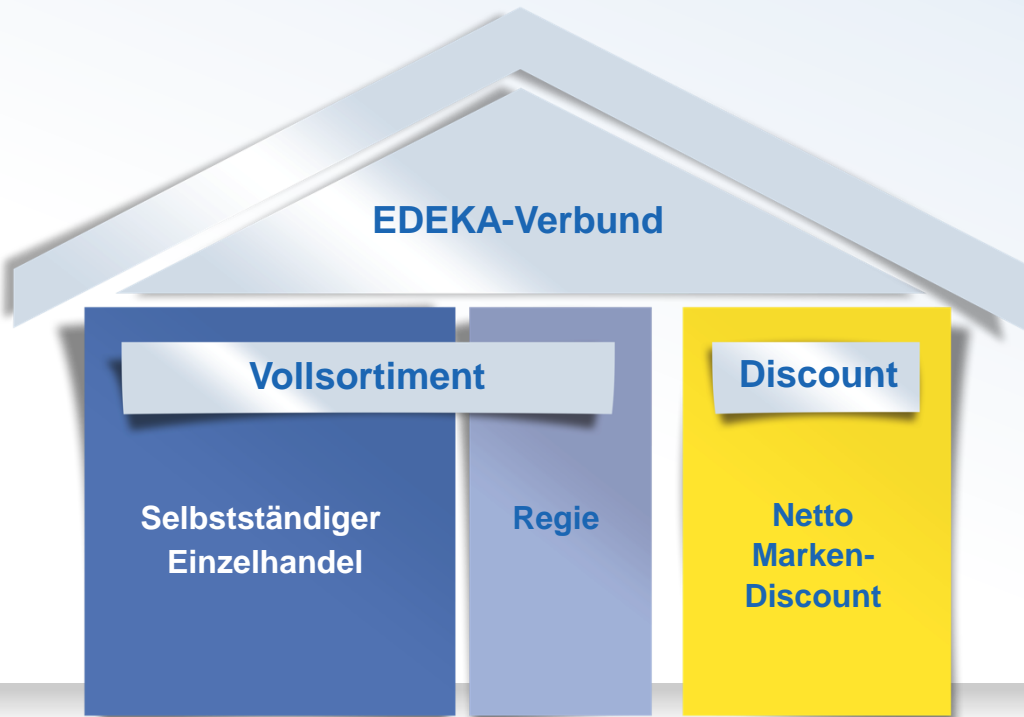 EDEKA-Verbund
Vollsortiment
Discount
Selbstständiger
Einzelhandel
Regie
Netto
Marken-
Discount